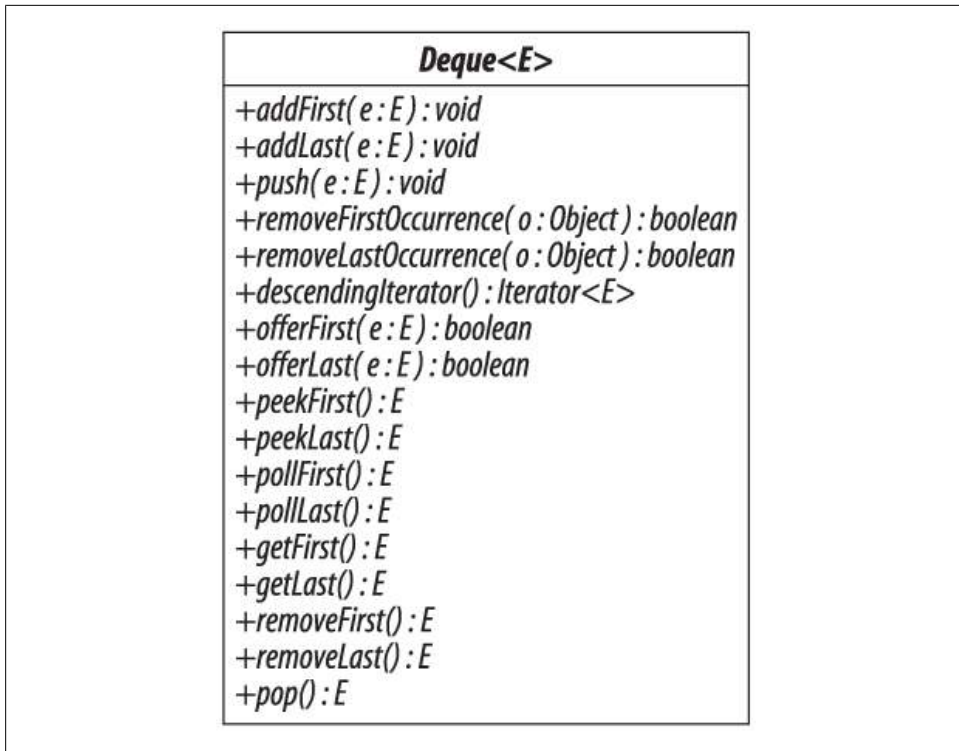 Deque<E>
+addFirst( e : E ) : void
+addLast( e : E ) : void
+push( e : E ) : void
+removeFirstOccurrence( o : Object ) : boolean
+removeLastOccurrence( o : Object ) : boolean
+descendingIterator() : Iterator<E>
+offerFirst( e : E ) : boolean
+offerLast( e : E ) : boolean
+peekFirst() : E
+peekLast() : E
+pollFirst() : E
+pollLast() : E
+getFirst() : E
+getLast() : E
+removeFirst() : E
+removeLast() : E
+pop() : E